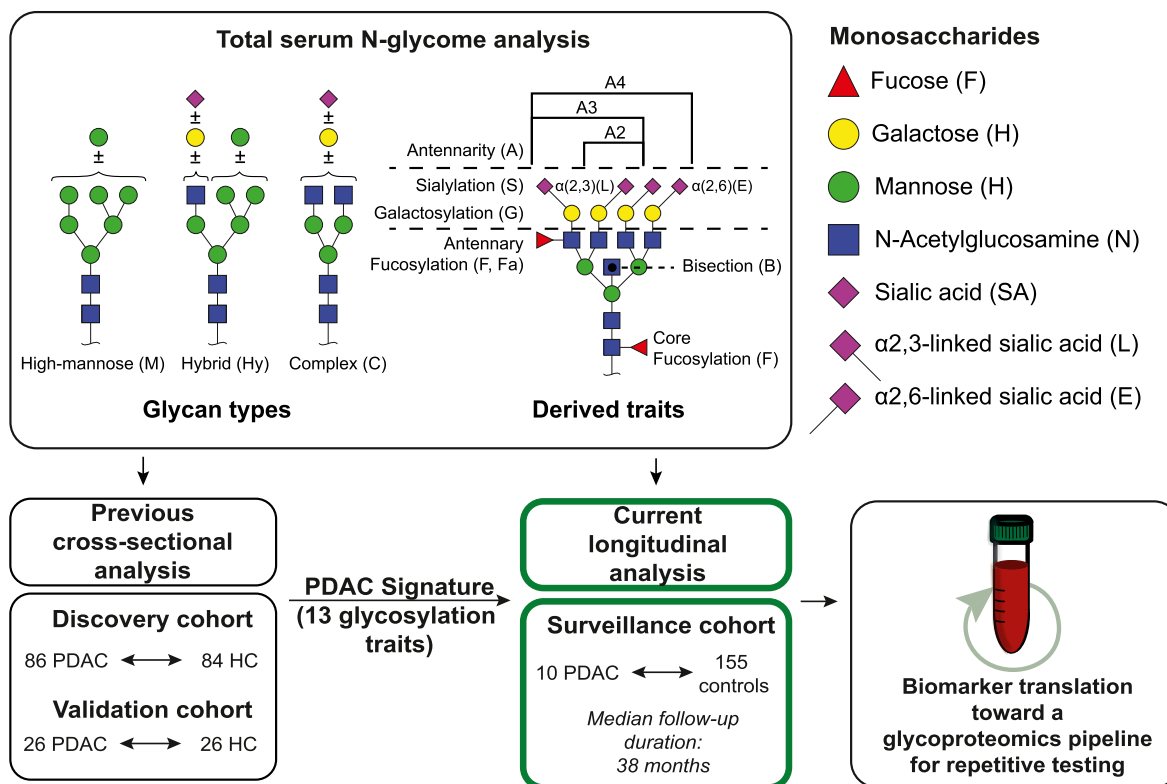 Total serum N-glycome analysis
±
±
±
±
±
±
High-mannose (M)
Hybrid (Hy)
Complex (C)
Glycan types
A4
A3
A2
Antennarity (A)
Sialylation (S)
α(2,3)(L)
α(2,6)(E)
Galactosylation (G)
Antennary
Fucosylation (F, Fa)
Bisection (B)
Core
Fucosylation (F)
Derived traits
Monosaccharides
Fucose (F)
Galactose (H)
Mannose (H)
N-Acetylglucosamine (N)
Sialic acid (SA)
α2,3-linked sialic acid (L)
α2,6-linked sialic acid (E)
Previous
cross-sectional
analysis
Discovery cohort
86 PDAC
84 HC
Validation cohort
26 PDAC
26 HC
PDAC Signature
(13 glycosylation
traits)
Current
longitudinal
analysis
Surveillance cohort
10 PDAC
155
controls
Median follow-up
duration:
38 months
Biomarker translation
toward a
glycoproteomics pipeline
for repetitive testing